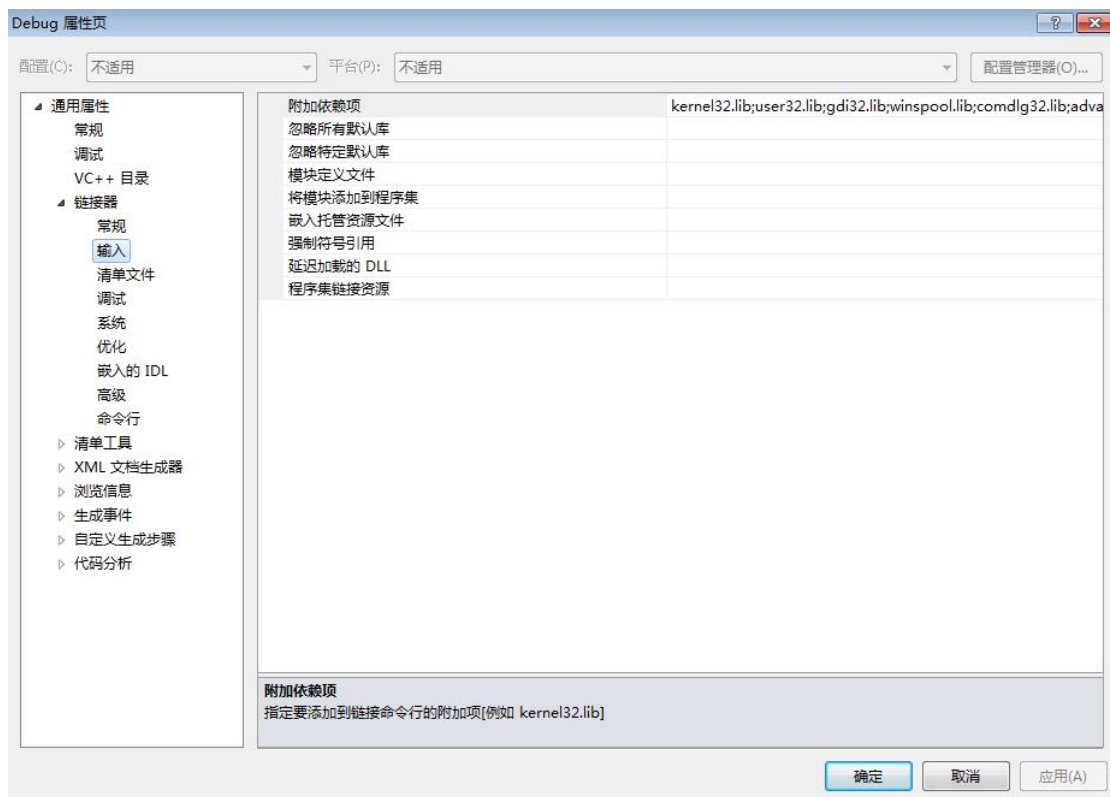 Debug 属性页
配置(C): 不适用 平台(P): 不适用 配置管理器(O)...
通用属性
常规
调试
VC++ 目录
链接器
常规
输入
清单文件
调试
系统
优化
嵌入的 IDL
高级
命令行
清单工具
XML 文档生成器
浏览信息
生成事件
自定义生成步骤
代码分析
附加依赖项 kernel32.lib;user32.lib;gdi32.lib;winspool.lib;comdlg32.lib;adva
忽略所有默认库
忽略特定默认库
模块定义文件
将模块添加到程序集
嵌入托管资源文件
强制符号引用
延迟加载的 DLL
程序集链接资源
附加依赖项
指定要添加到链接命令行的附加项[例如 kernel32.lib]
确定 取消 应用(A)